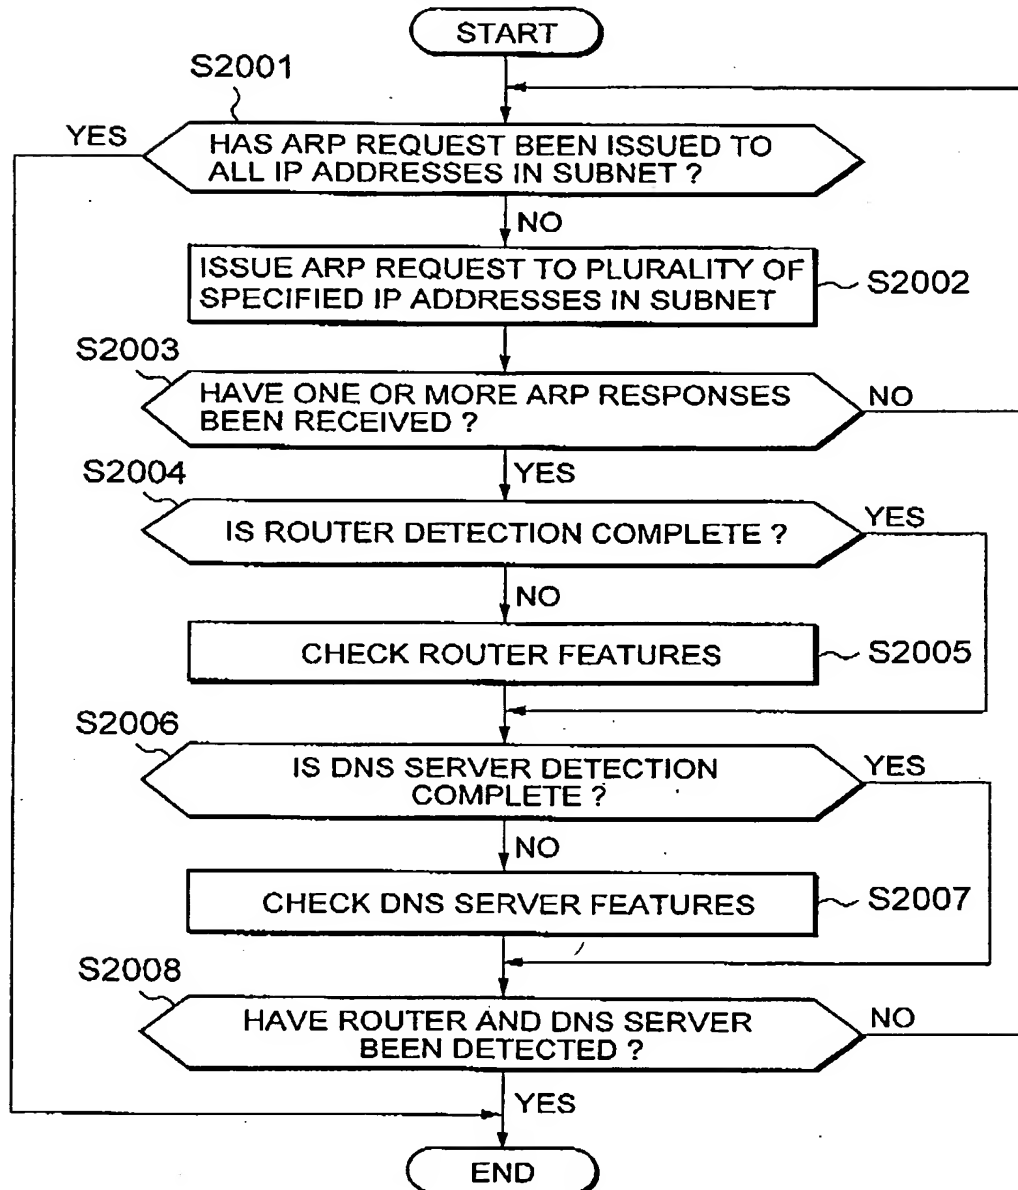 START
S2001
YES
HAS ARP REQUEST BEEN ISSUED TO
ALL IP ADDRESSES IN SUBNET ?
NO
ISSUE ARP REQUEST TO PLURALITY OF
SPECIFIED IP ADDRESSES IN SUBNET
S2002
S2003
HAVE ONE OR MORE ARP RESPONSES
BEEN RECEIVED ?
NO
YES
S2004
IS ROUTER DETECTION COMPLETE ?
YES
NO
CHECK ROUTER FEATURES
S2005
S2006
IS DNS SERVER DETECTION
COMPLETE ?
YES
NO
CHECK DNS SERVER FEATURES
S2007
S2008
HAVE ROUTER AND DNS SERVER
BEEN DETECTED ?
NO
YES
END